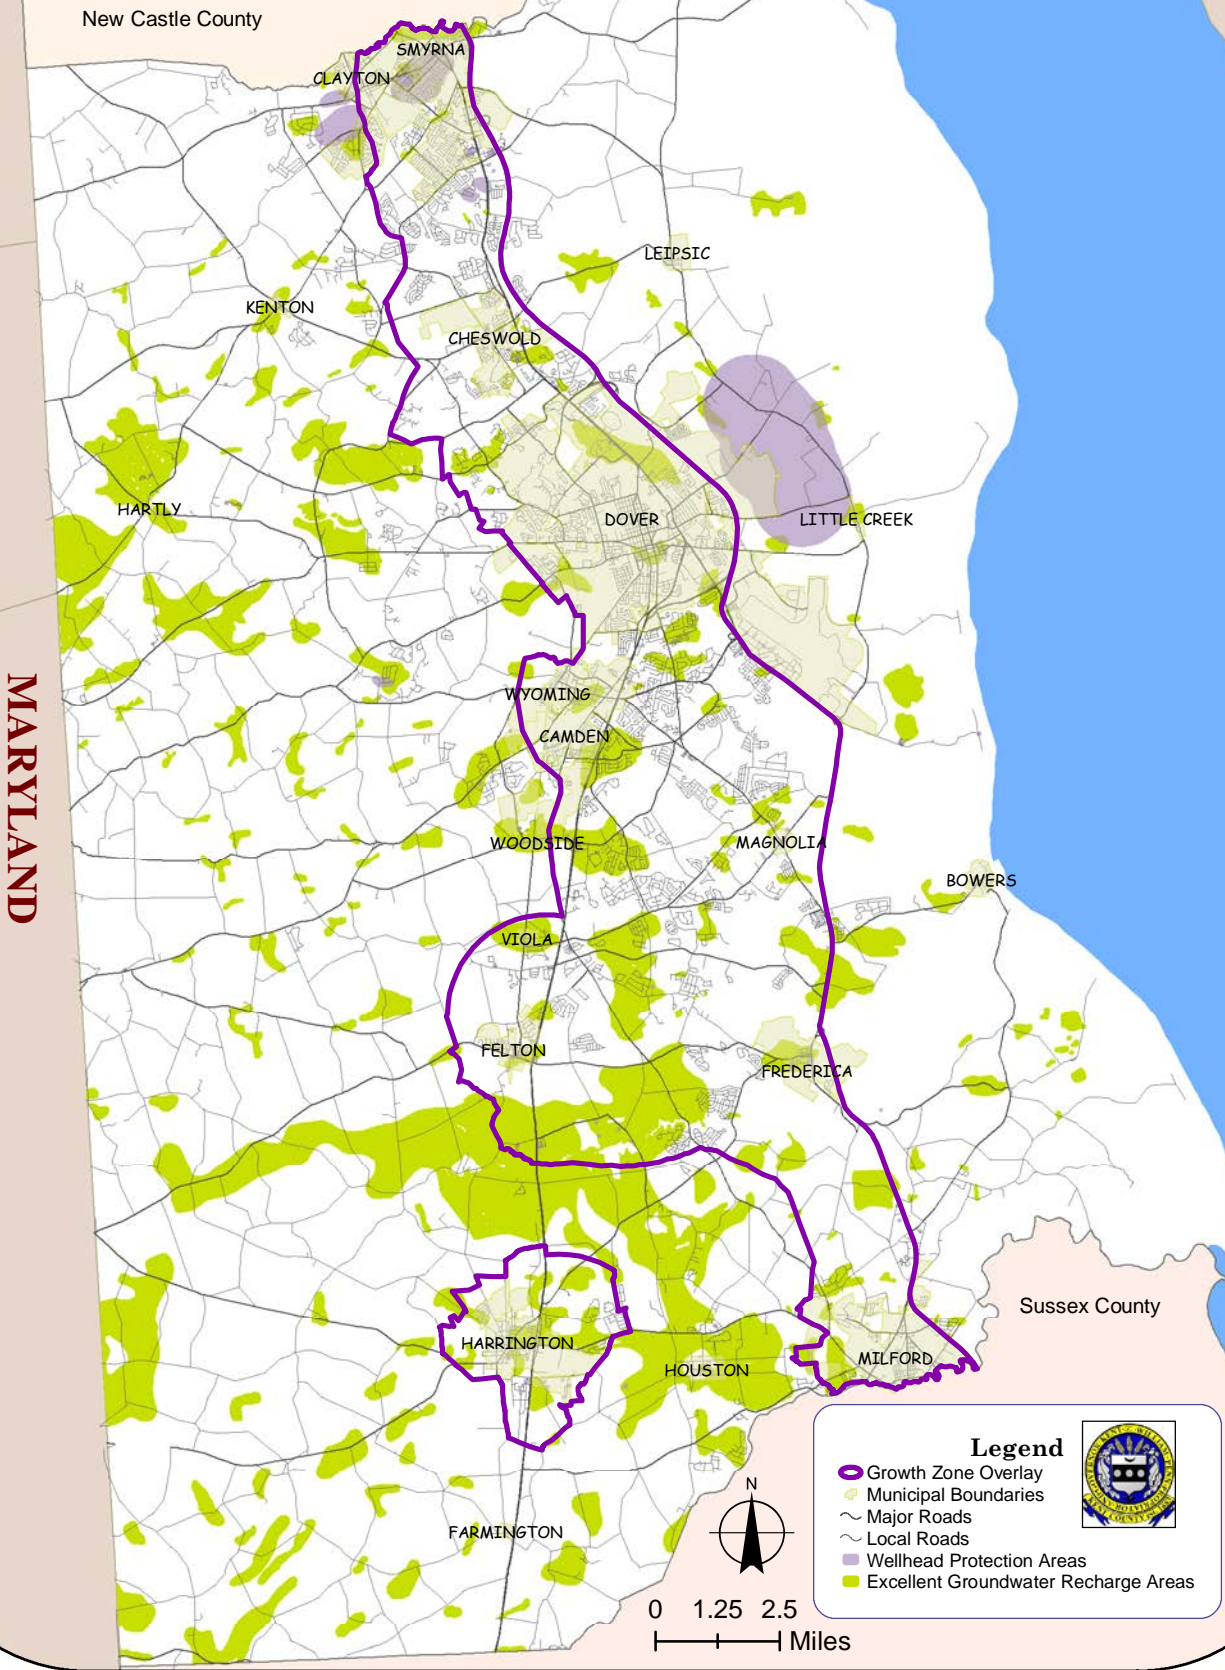 New Castle County
SMYRNA
CLAYTON
LEIPSIC
KENTON
CHESWOLD
HARTLY
DOVER
LITTLE CREEK
MARYLAND
WYOMING
CAMDEN
WOODSIDE
MAGNOLIA
BOWERS
VIOLA
FELTON
FREDERICA
Sussex County
HARRINGTON
HOUSTON
MILFORD
FARMINGTON
Legend
Growth Zone Overlay
Municipal Boundaries
Major Roads
Local Roads
Wellhead Protection Areas
Excellent Groundwater Recharge Areas
N
0 1.25 2.5
Miles